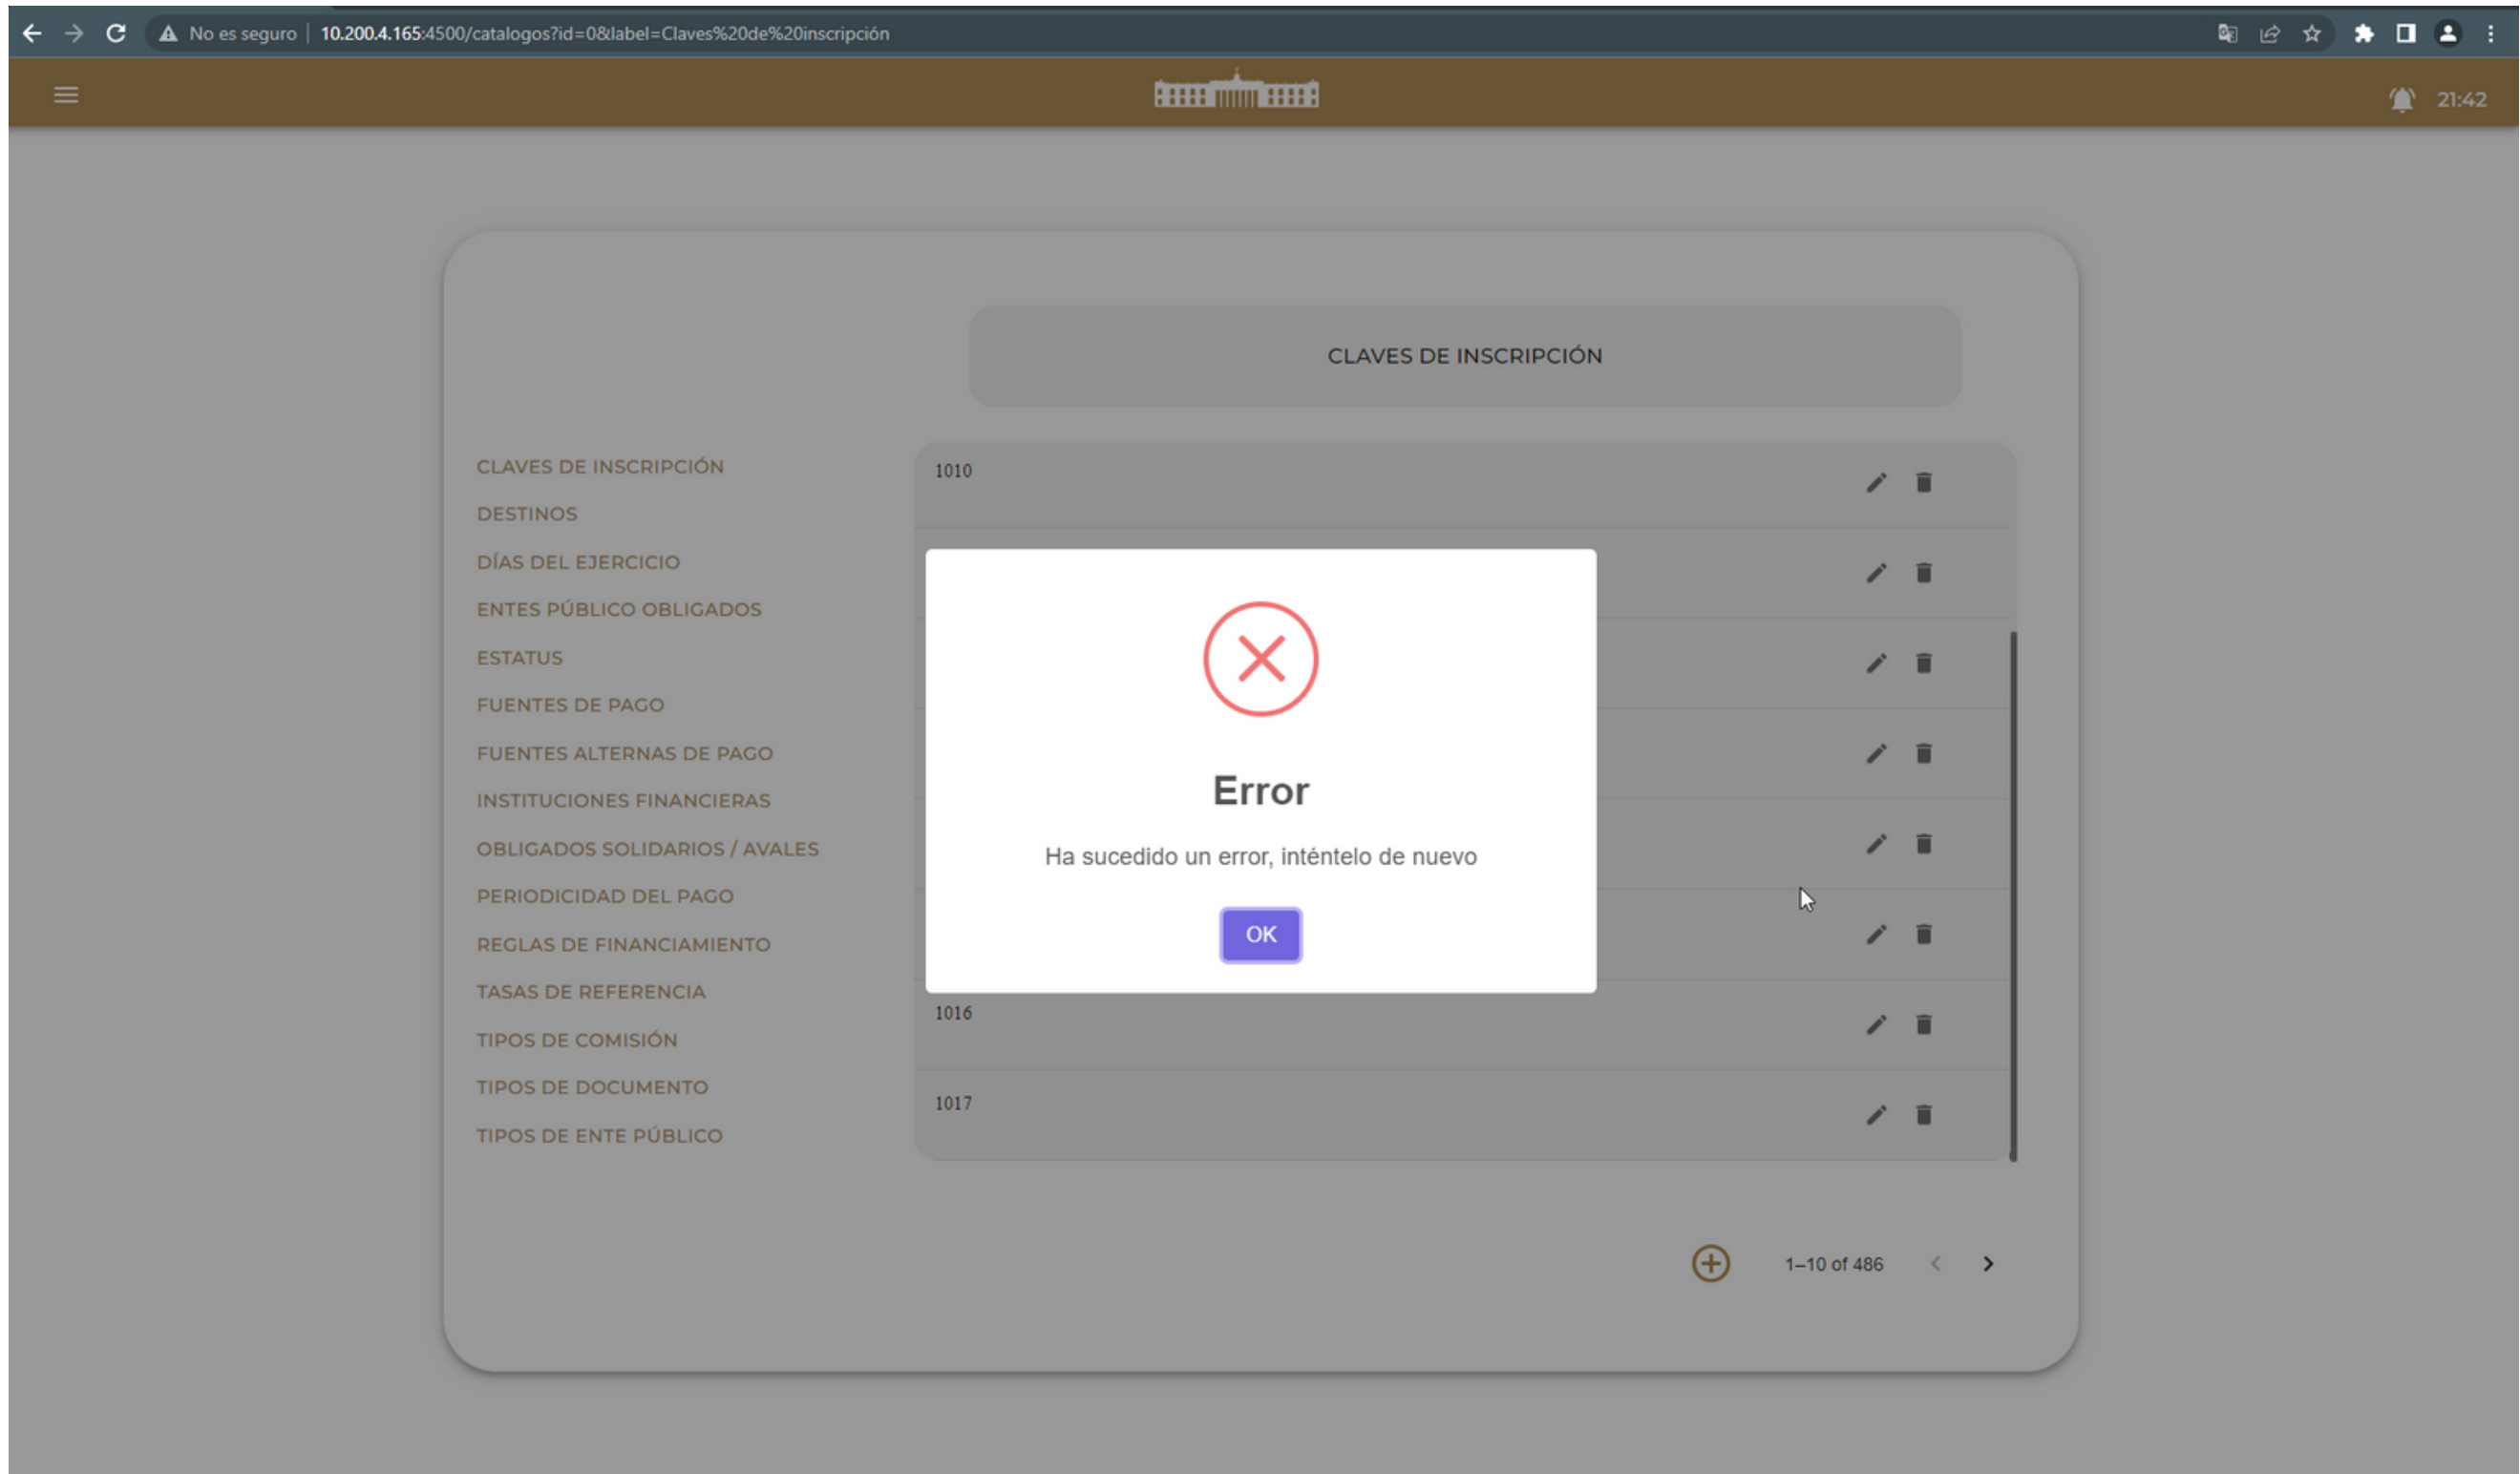 No es seguro | 10.200.4.165:4500/catalogos?id=0&label=Claves%20de%20inscripción
21:42
CLAVES DE INSCRIPCIÓN
CLAVES DE INSCRIPCIÓN
DESTINOS
DÍAS DEL EJERCICIO
ENTES PÚBLICO OBLIGADOS
ESTATUS
FUENTES DE PAGO
FUENTES ALTERNAS DE PAGO
INSTITUCIONES FINANCIERAS
OBLIGADOS SOLIDARIOS / AVALES
PERIODICIDAD DEL PAGO
REGLAS DE FINANCIAMIENTO
TASAS DE REFERENCIA
TIPOS DE COMISIÓN
TIPOS DE DOCUMENTO
TIPOS DE ENTE PÚBLICO
1010
Error
Ha sucedido un error, inténtelo de nuevo
OK
1016
1017
1–10 of 486